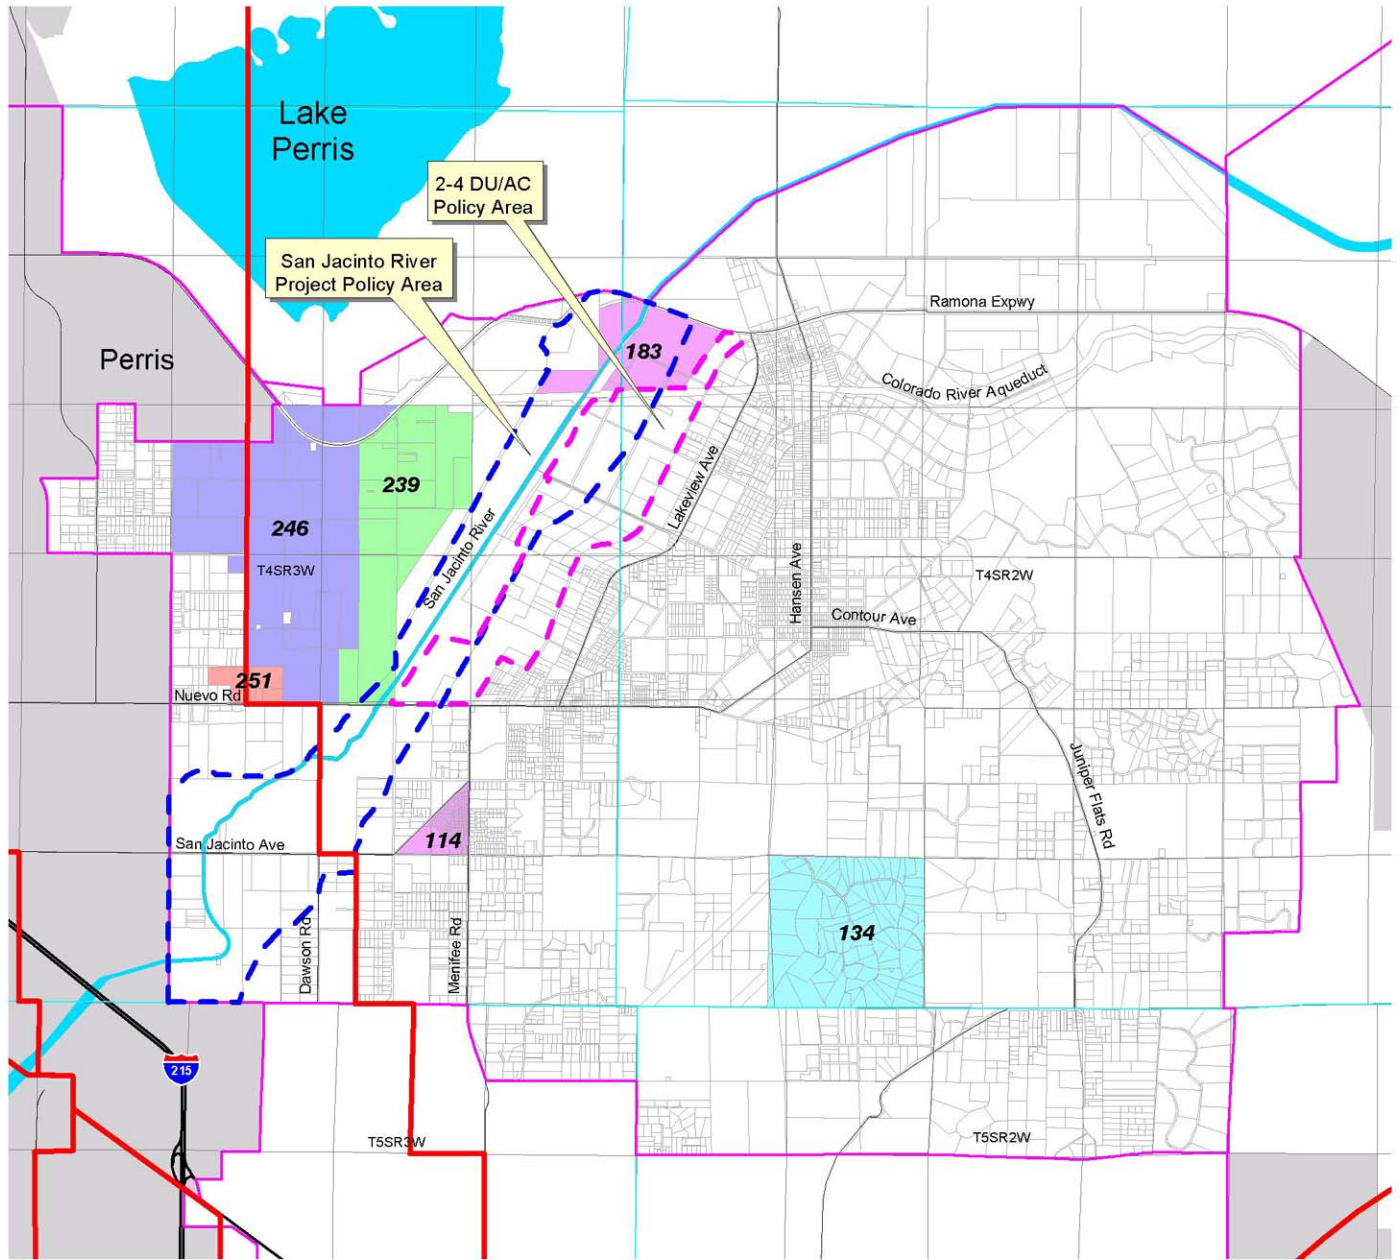 Lake
Perris
2-4 DU/AC
Policy Area
San Jacinto River
Project Policy Area
Ramona Expwy
183
Perris
Colorado River Aqueduct
239
Lakeview Ave
246
San Jacinto River
T4SR3W
T4SR2W
Hansen Ave
Contour Ave
251
Nuevo Rd
Juniper Flats Rd
114
San Jacinto Ave
134
Dawson Rd
Menifee Rd
215
T5SR3W
T5SR2W